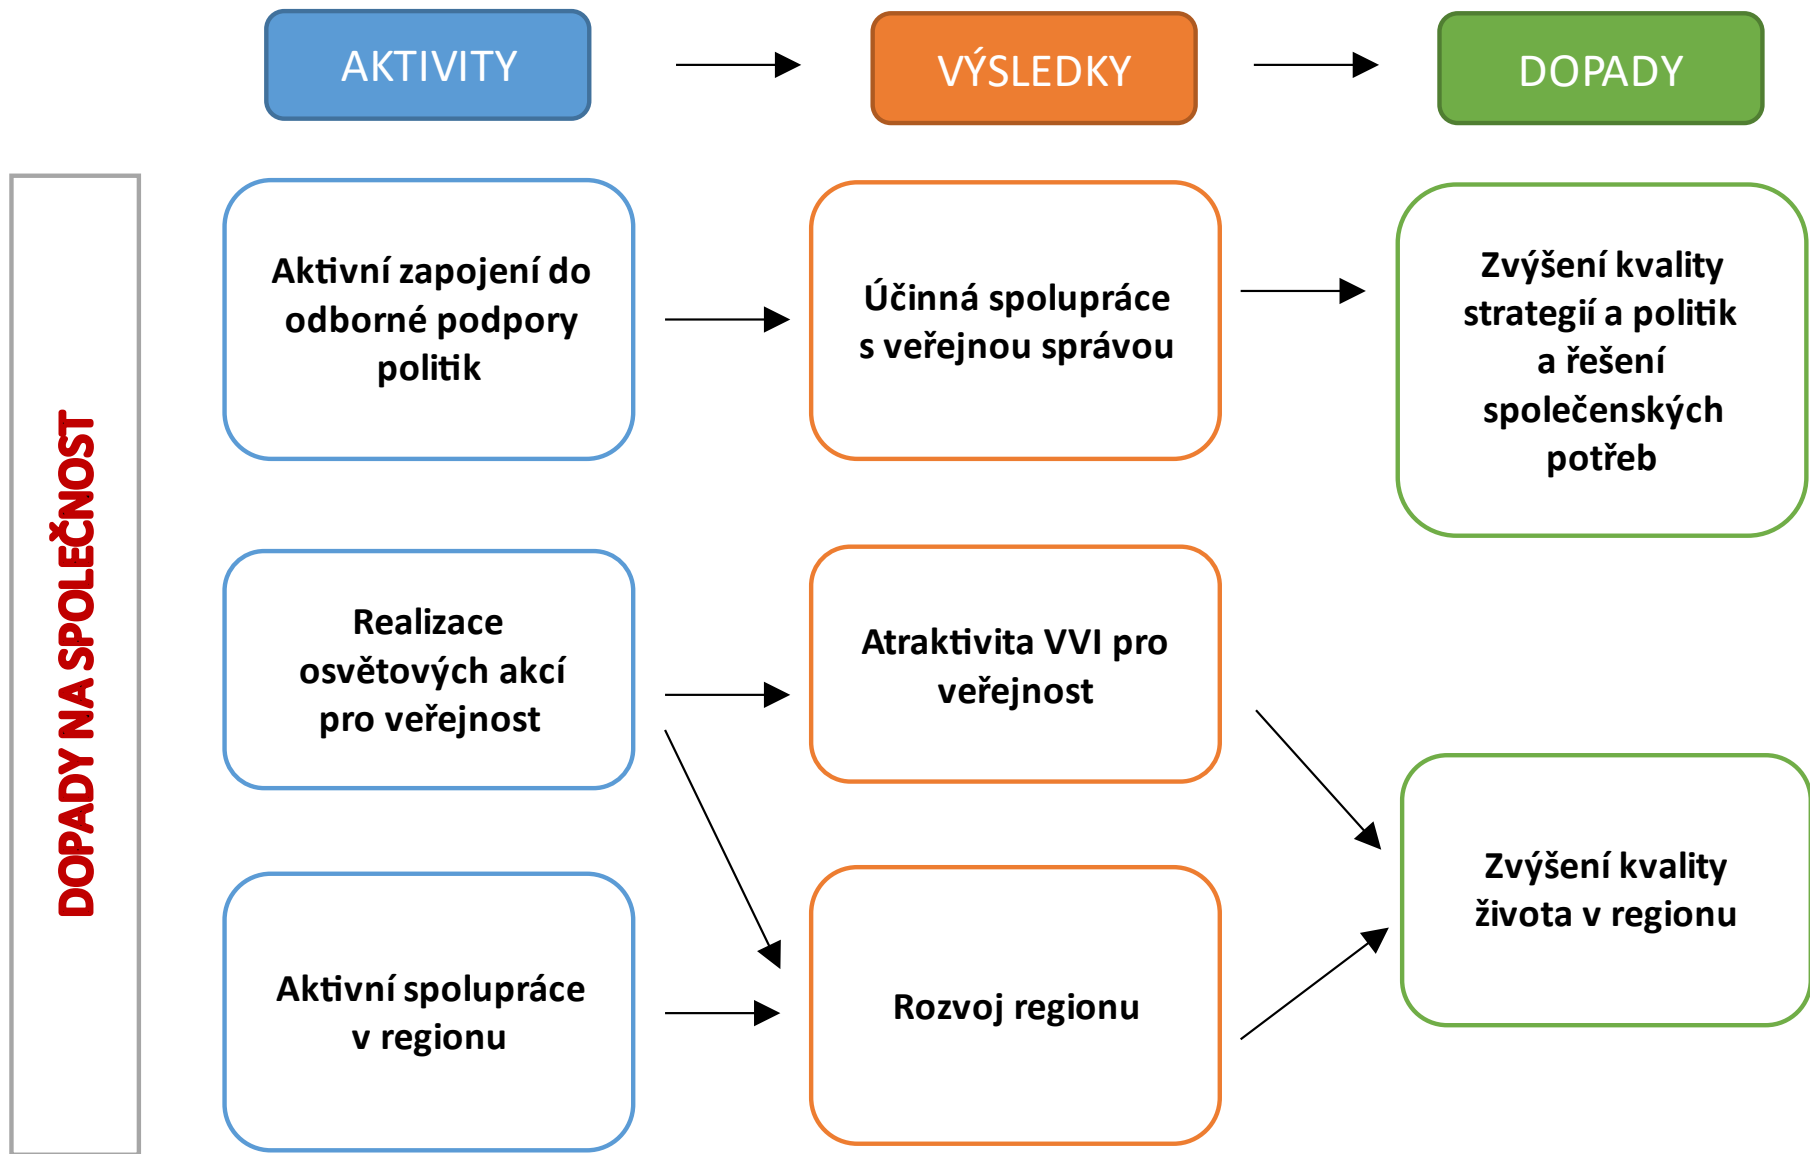 AKTIVITY
VÝSLEDKY
DOPADY
DOPADY NA SPOLEČNOST
Aktivní zapojení do
odborné podpory
politik
Účinná spolupráce
s veřejnou správou
Zvýšení kvality
strategií a politik
a řešení
společenských
potřeb
Realizace
osvětových akcí
pro veřejnost
Atraktivita VVI pro
veřejnost
Aktivní spolupráce
v regionu
Rozvoj regionu
Zvýšení kvality
života v regionu